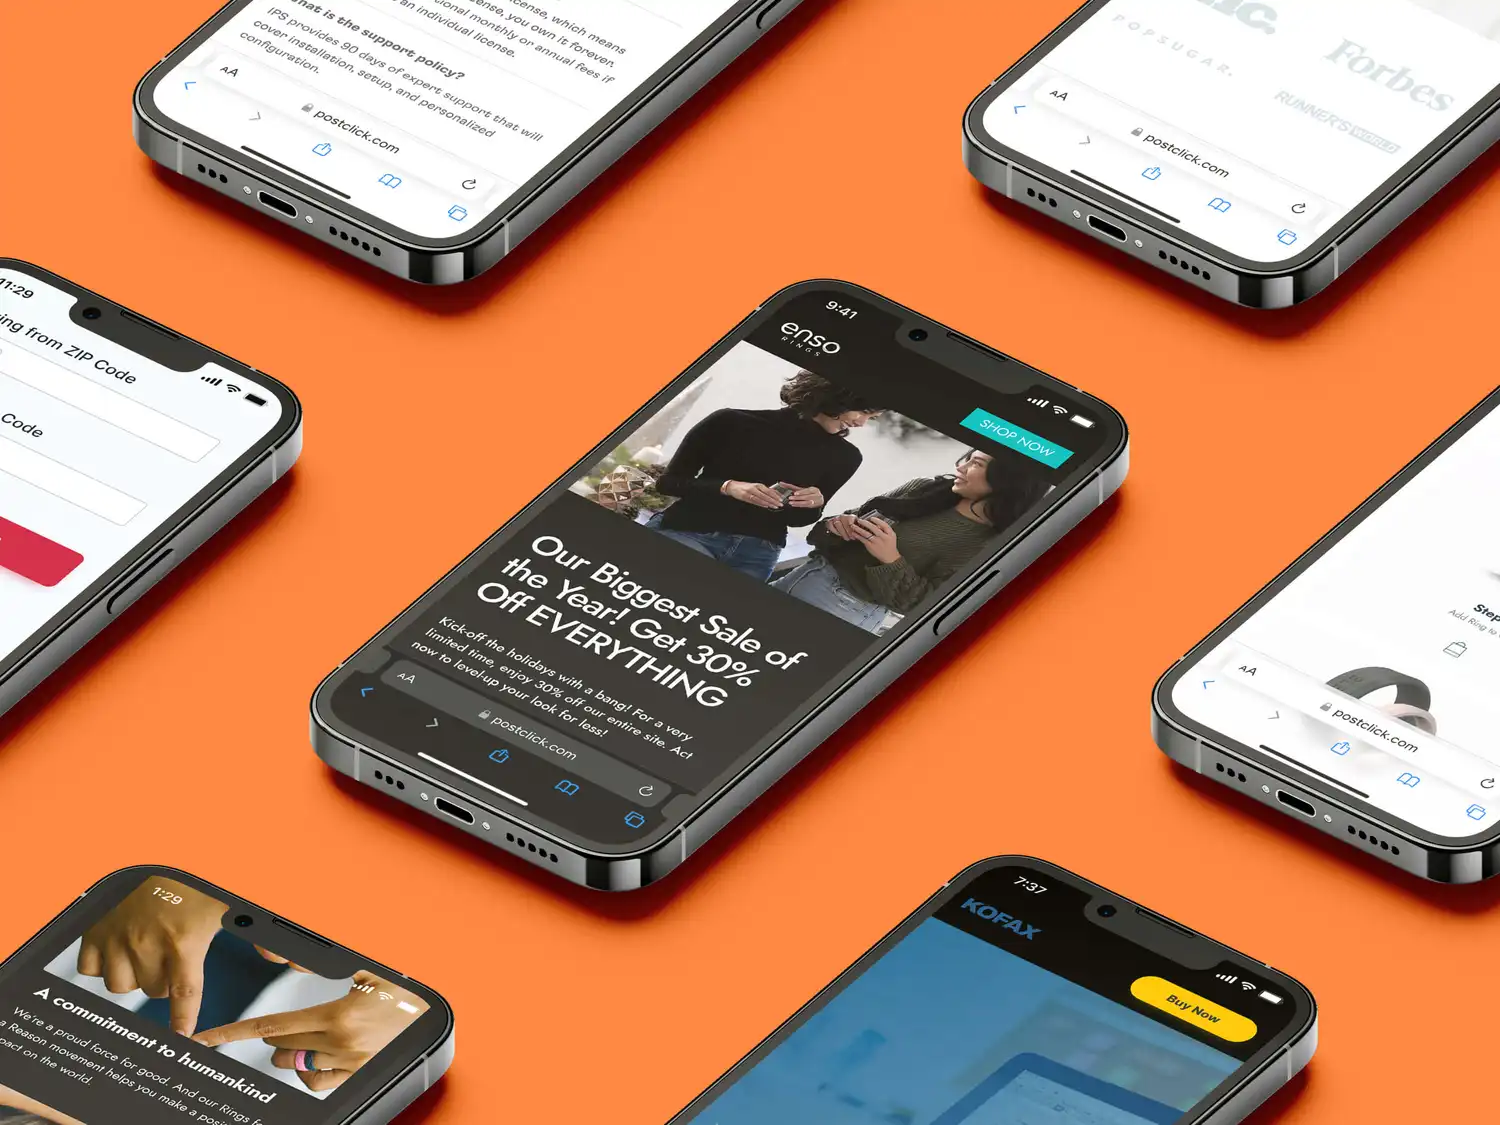 license, which means
license, you own it forever.
tional monthly or annual fees if
an individual license.
hat is the support policy?
IPS provides 90 days of expert support that will
cover installation, setup, and personalized
configuration.
AA
postclick.com
POPSUGAR.
Forbes
RUNNER'S WORLD
AA
postclick.com
11:29
ing from ZIP Code
Code
9:41
enso
RINGS
SHOP NOW
Our Biggest Sale of
the Year! Get 30%
Off EVERYTHING
Kick-off the holidays with a bang! For a very
limited time, enjoy 30% off our entire site. Act
now to level-up your look for less!
AA
postclick.com
Step
Add Ring to
AA
postclick.com
1:29
A commitment to humankind
We're a proud force for good. And our Rings f
a Reason movement helps you make a posi
pact on the world.
7:37
KOFAX
Buy Now